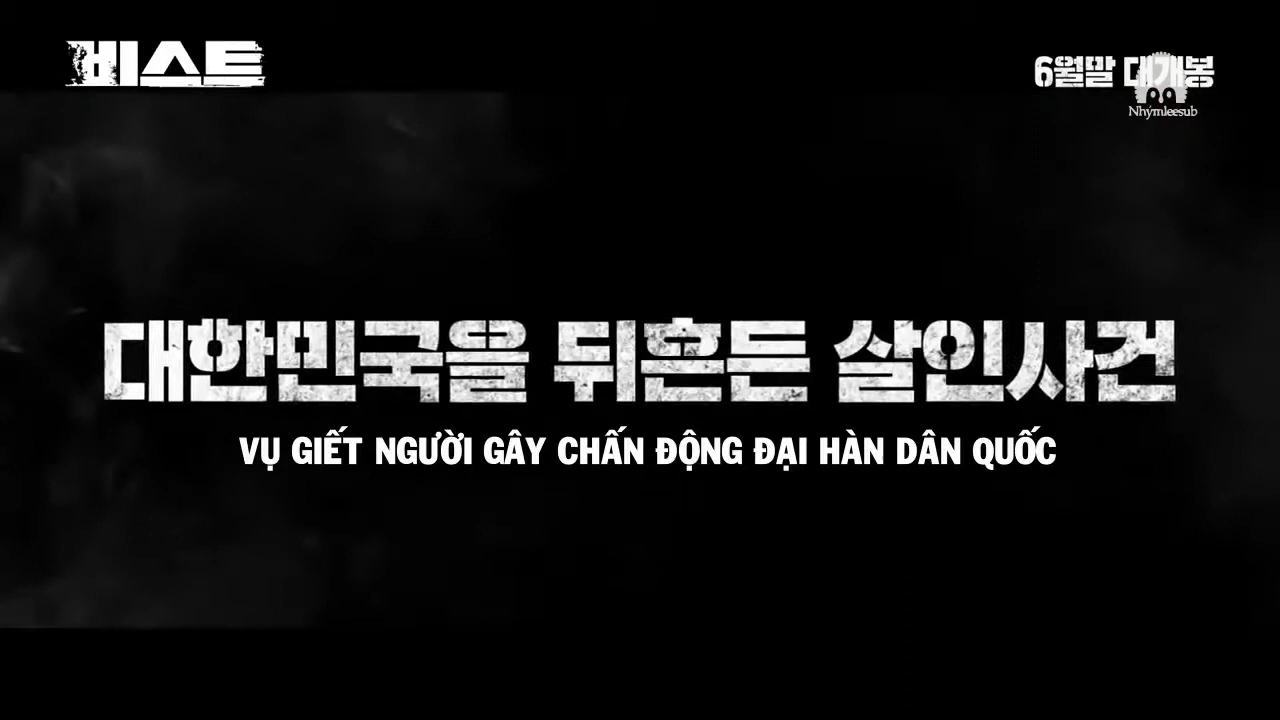 비스트
6월말 대개봉
Nhýmleesub
대한민국을 뒤흔든 살인사건
VỤ GIẾT NGƯỜI GÂY CHẤN ĐỘNG ĐẠI HÀN DÂN QUỐC